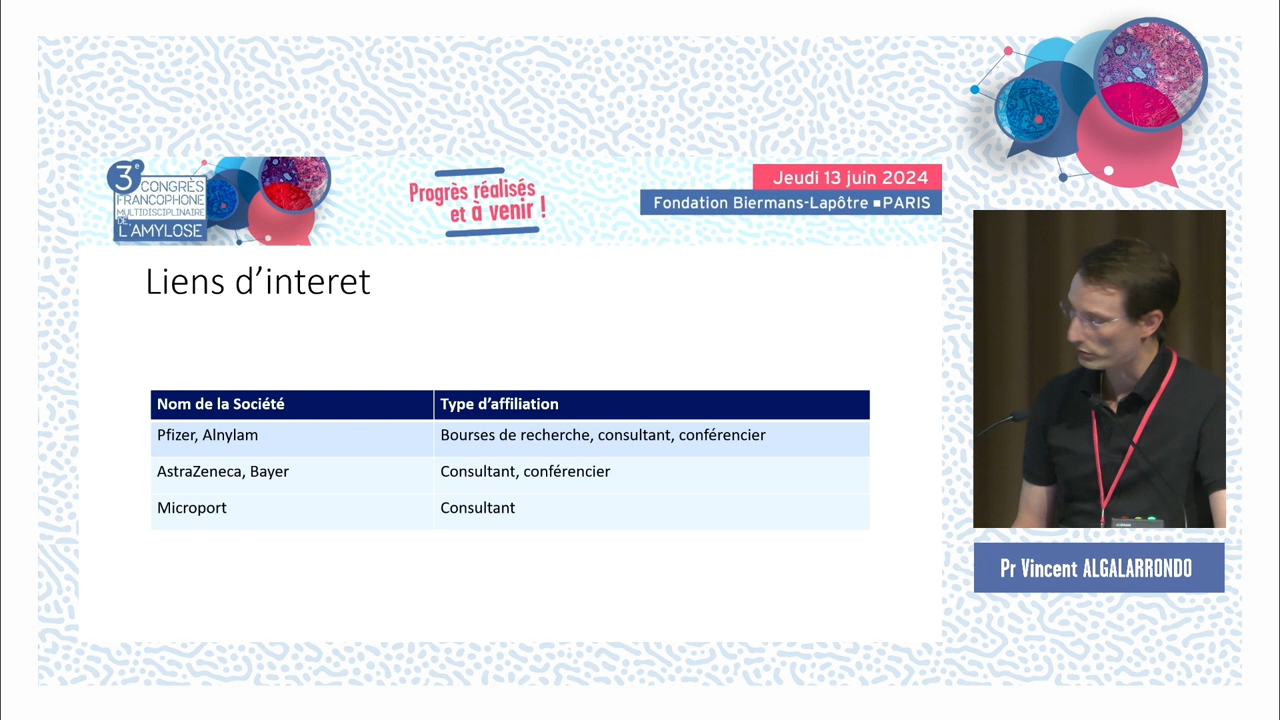 3e
CONGRÈS
FRANCOPHONE
MULTIDISCIPLINAIRE
DE
L'AMYLOSE
Progrès réalisés
et à venir !
Jeudi 13 juin 2024
Fondation Biermans-Lapôtre ■ PARIS
Liens d’interet
Nom de la Société Type d’affiliation
Pfizer, Alnylam Bourses de recherche, consultant, conférencier
AstraZeneca, Bayer Consultant, conférencier
Microport Consultant
Pr Vincent ALGALARRONDO